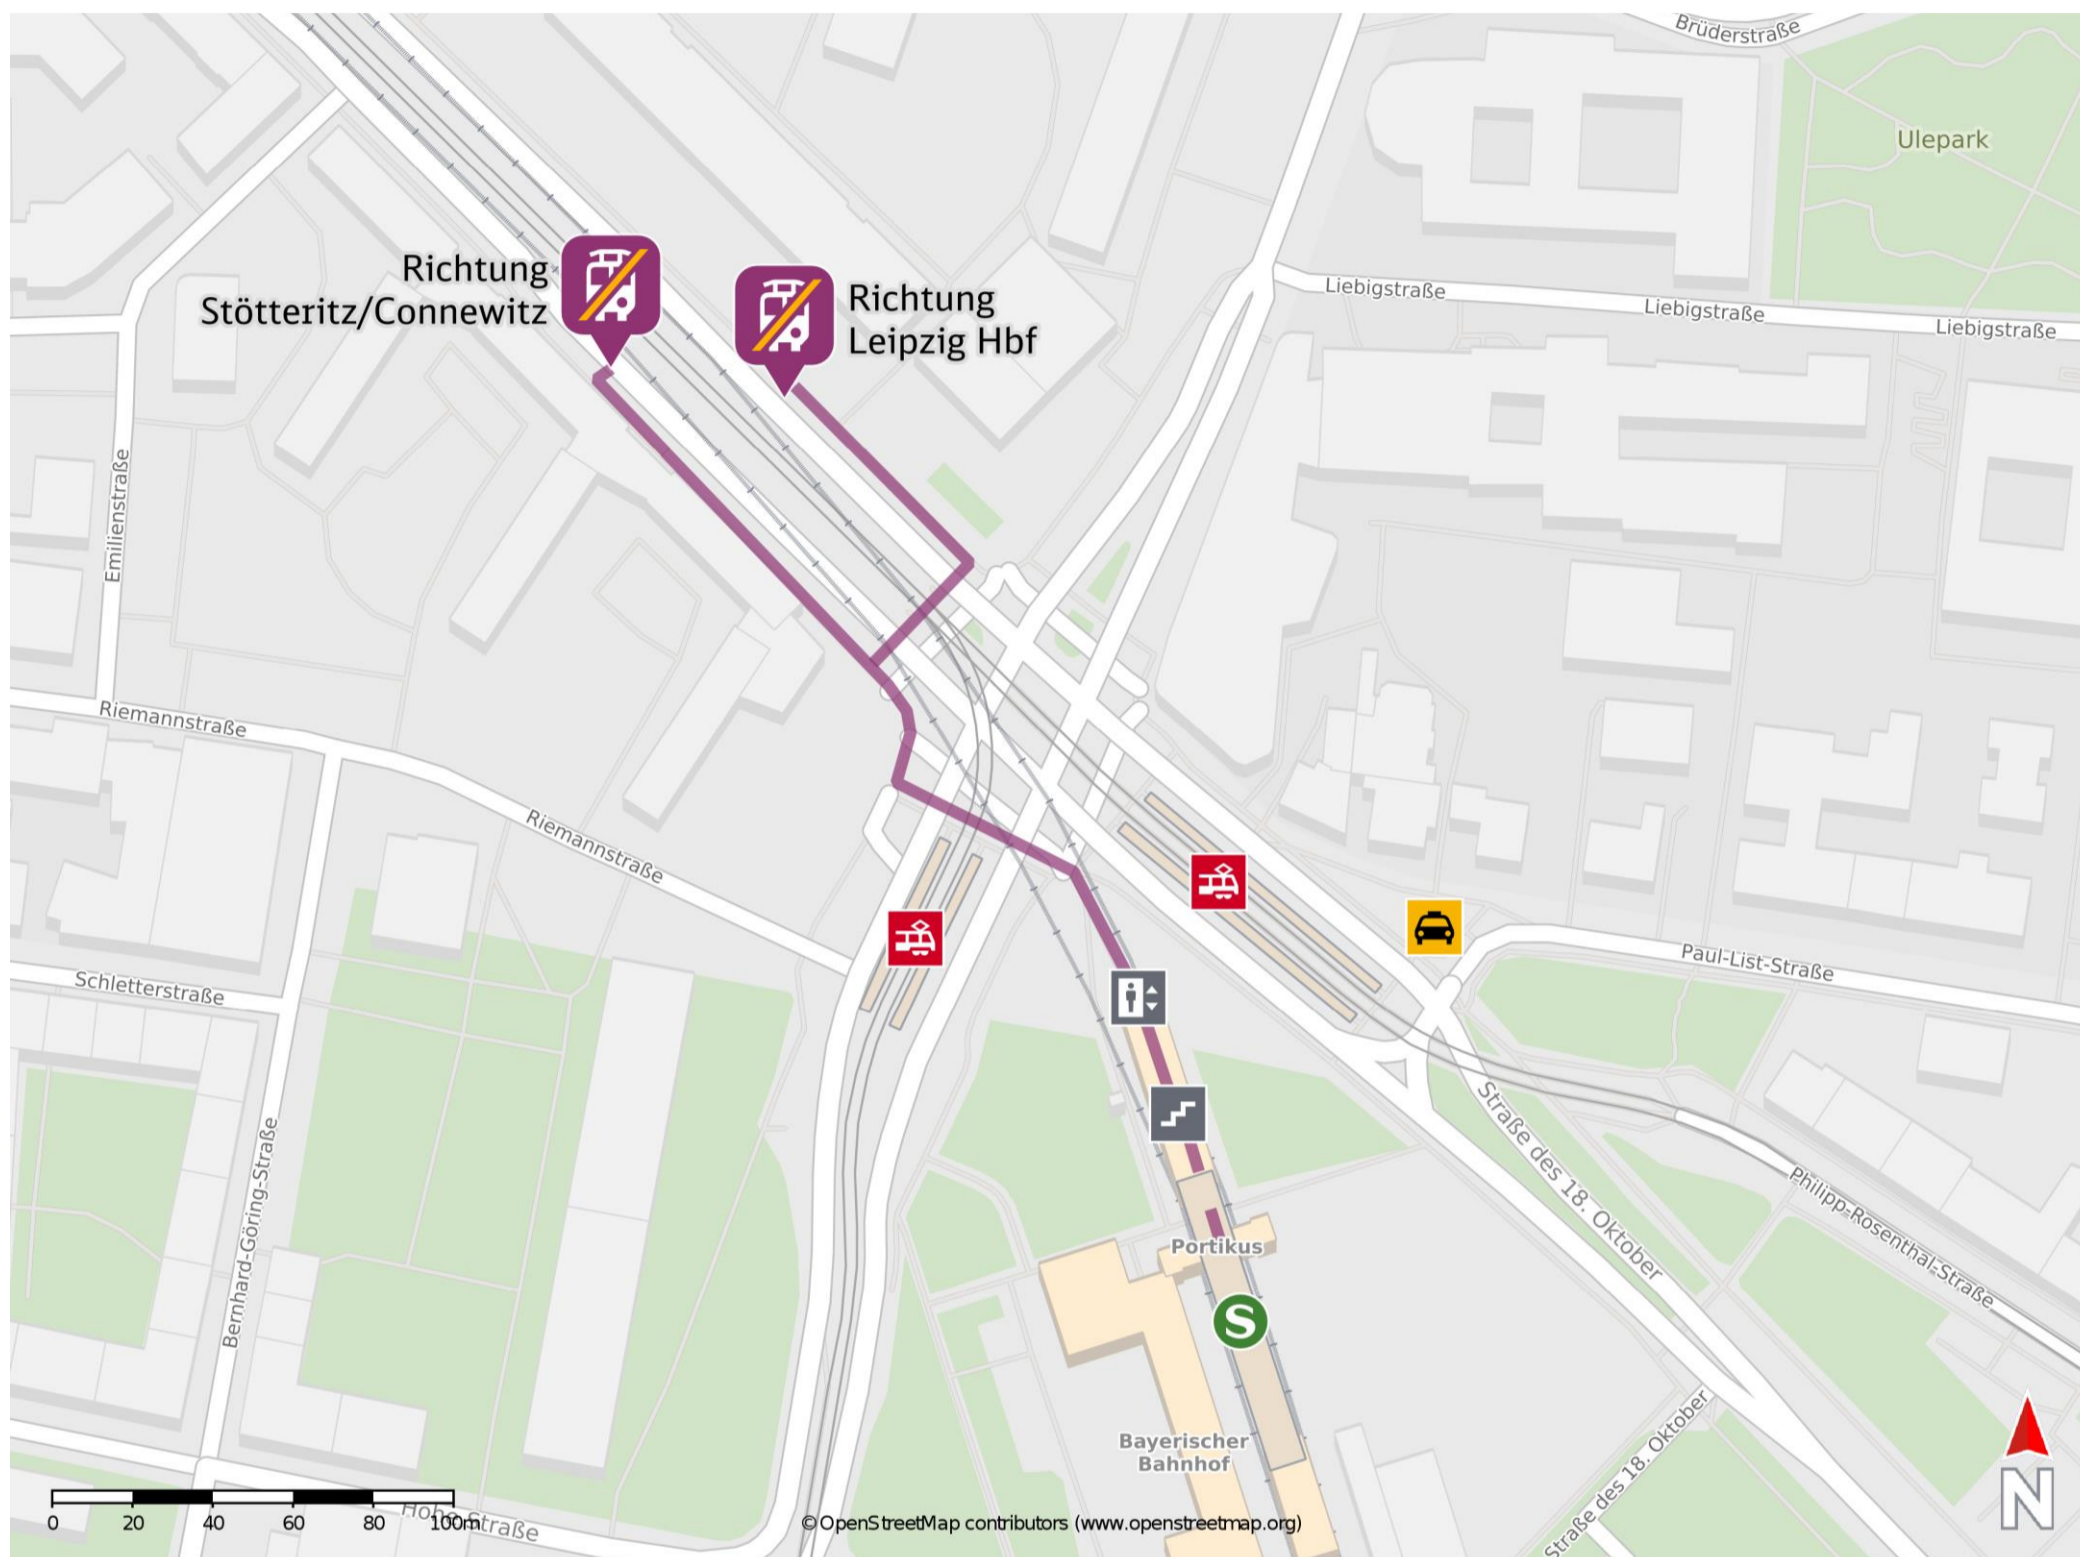 Brüderstraße
Ulepark
Richtung
Stötteritz/Connewitz
Richtung
Leipzig Hbf
Liebigstraße
Liebigstraße
Liebigstraße
Emilienstraße
Riemannstraße
Riemannstraße
Schletterstraße
Paul-List-Straße
Bernhard-Göring-Straße
Straße des 18. Oktober
Philipp-Rosenthal-Straße
Portikus
S
Bayerischer
Bahnhof
Straße des 18. Oktober
Hohe Straße
0 20 40 60 80 100m
© OpenStreetMap contributors (www.openstreetmap.org)
N